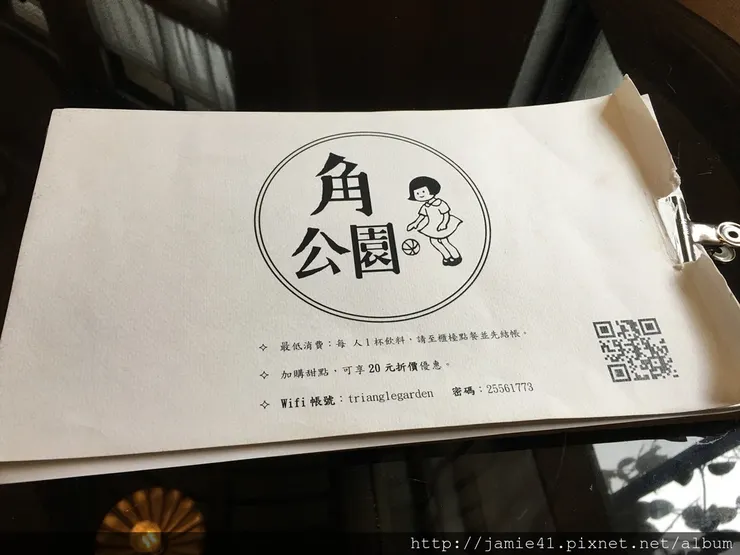 角
公園
✧ 最低消費：每 人1杯飲料，請至櫃檯點餐並先結帳。
✧ 加購甜點，可享 20 元折價優惠。
✧ Wifi 帳號：trianglegarden 密碼：25561773
http://jamie41.pixnet.net/album